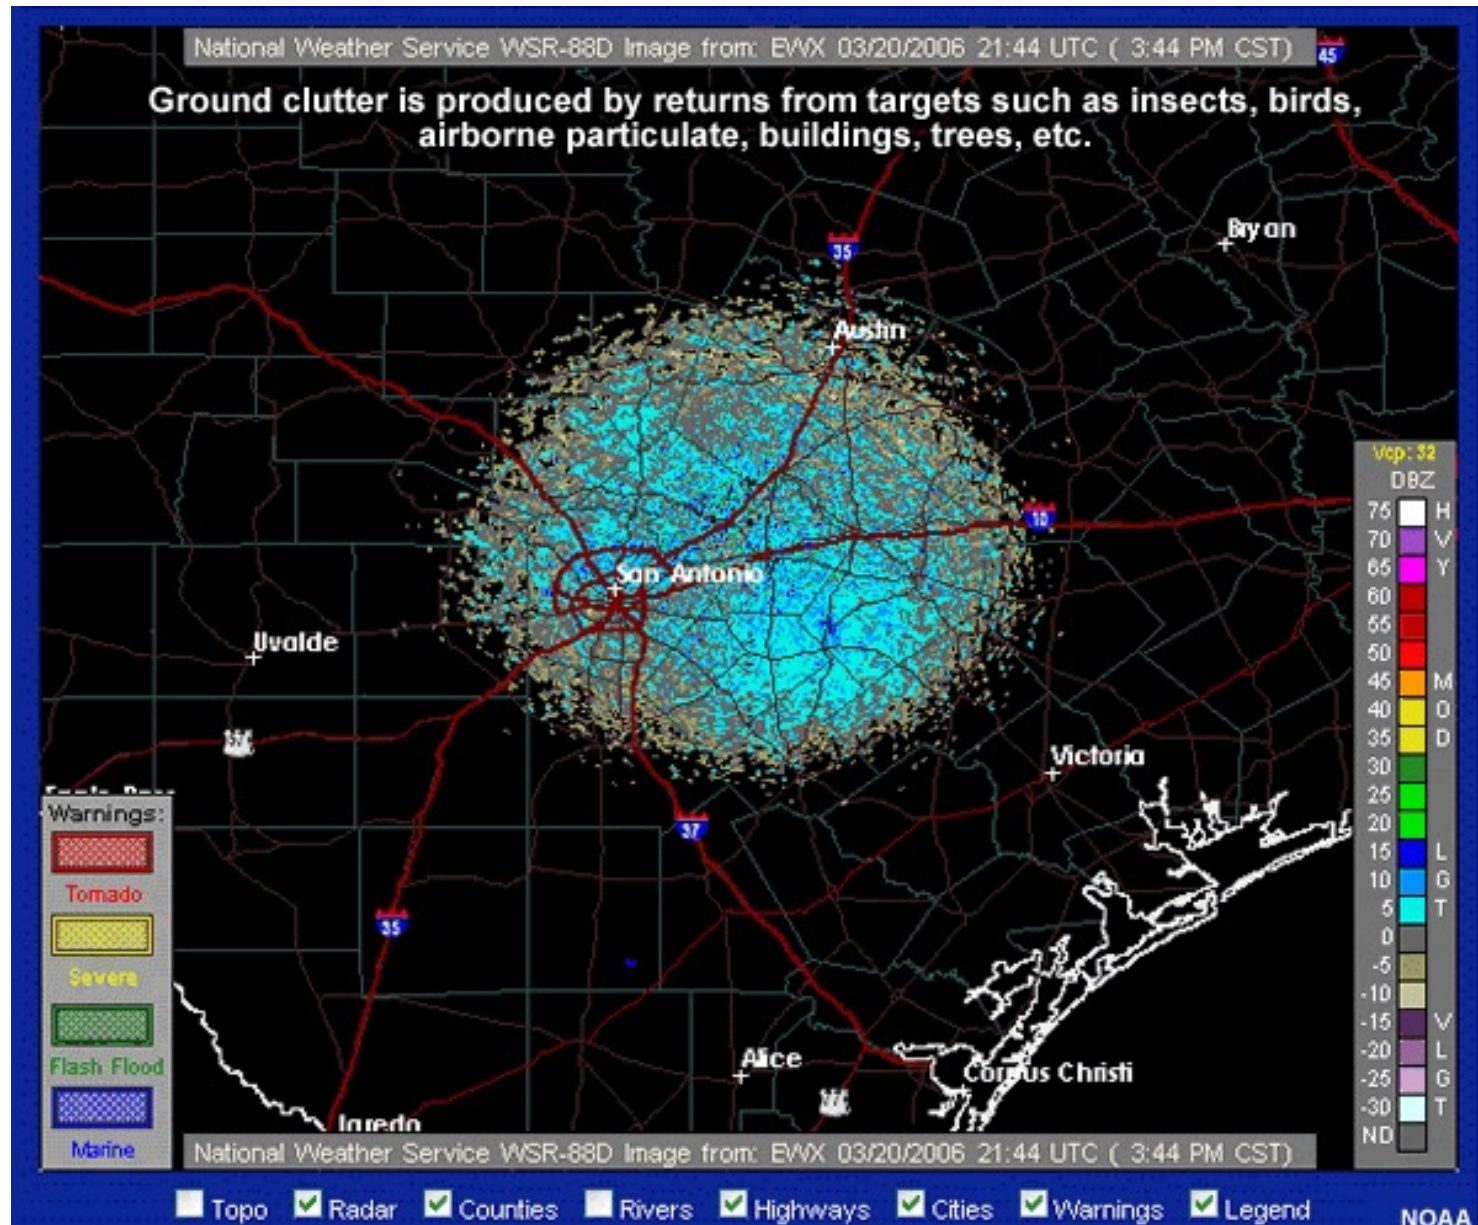 National Weather Service WSR-88D Image from: EWX 03/20/2006 21:44 UTC ( 3:44 PM CST)
45
Ground clutter is produced by returns from targets such as insects, birds,
airborne particulate, buildings, trees, etc.
Bryan
35
Austin
Vcp: 32
DBZ
75 H
70 V
65 Y
60
55
50
45 M
40 O
35 D
30
25
20
15 L
10 G
5 T
0
-5
-10
-15 V
-20 L
-25 G
-30 T
ND
10
San Antonio
Uvalde
Victoria
Warnings:
Tornado
Severe
Flash Flood
Marine
37
35
Alice
Corpus Christi
Laredo
National Weather Service WSR-88D Image from: EWX 03/20/2006 21:44 UTC ( 3:44 PM CST)
Topo Radar Counties Rivers Highways Cities Warnings Legend
NOAA